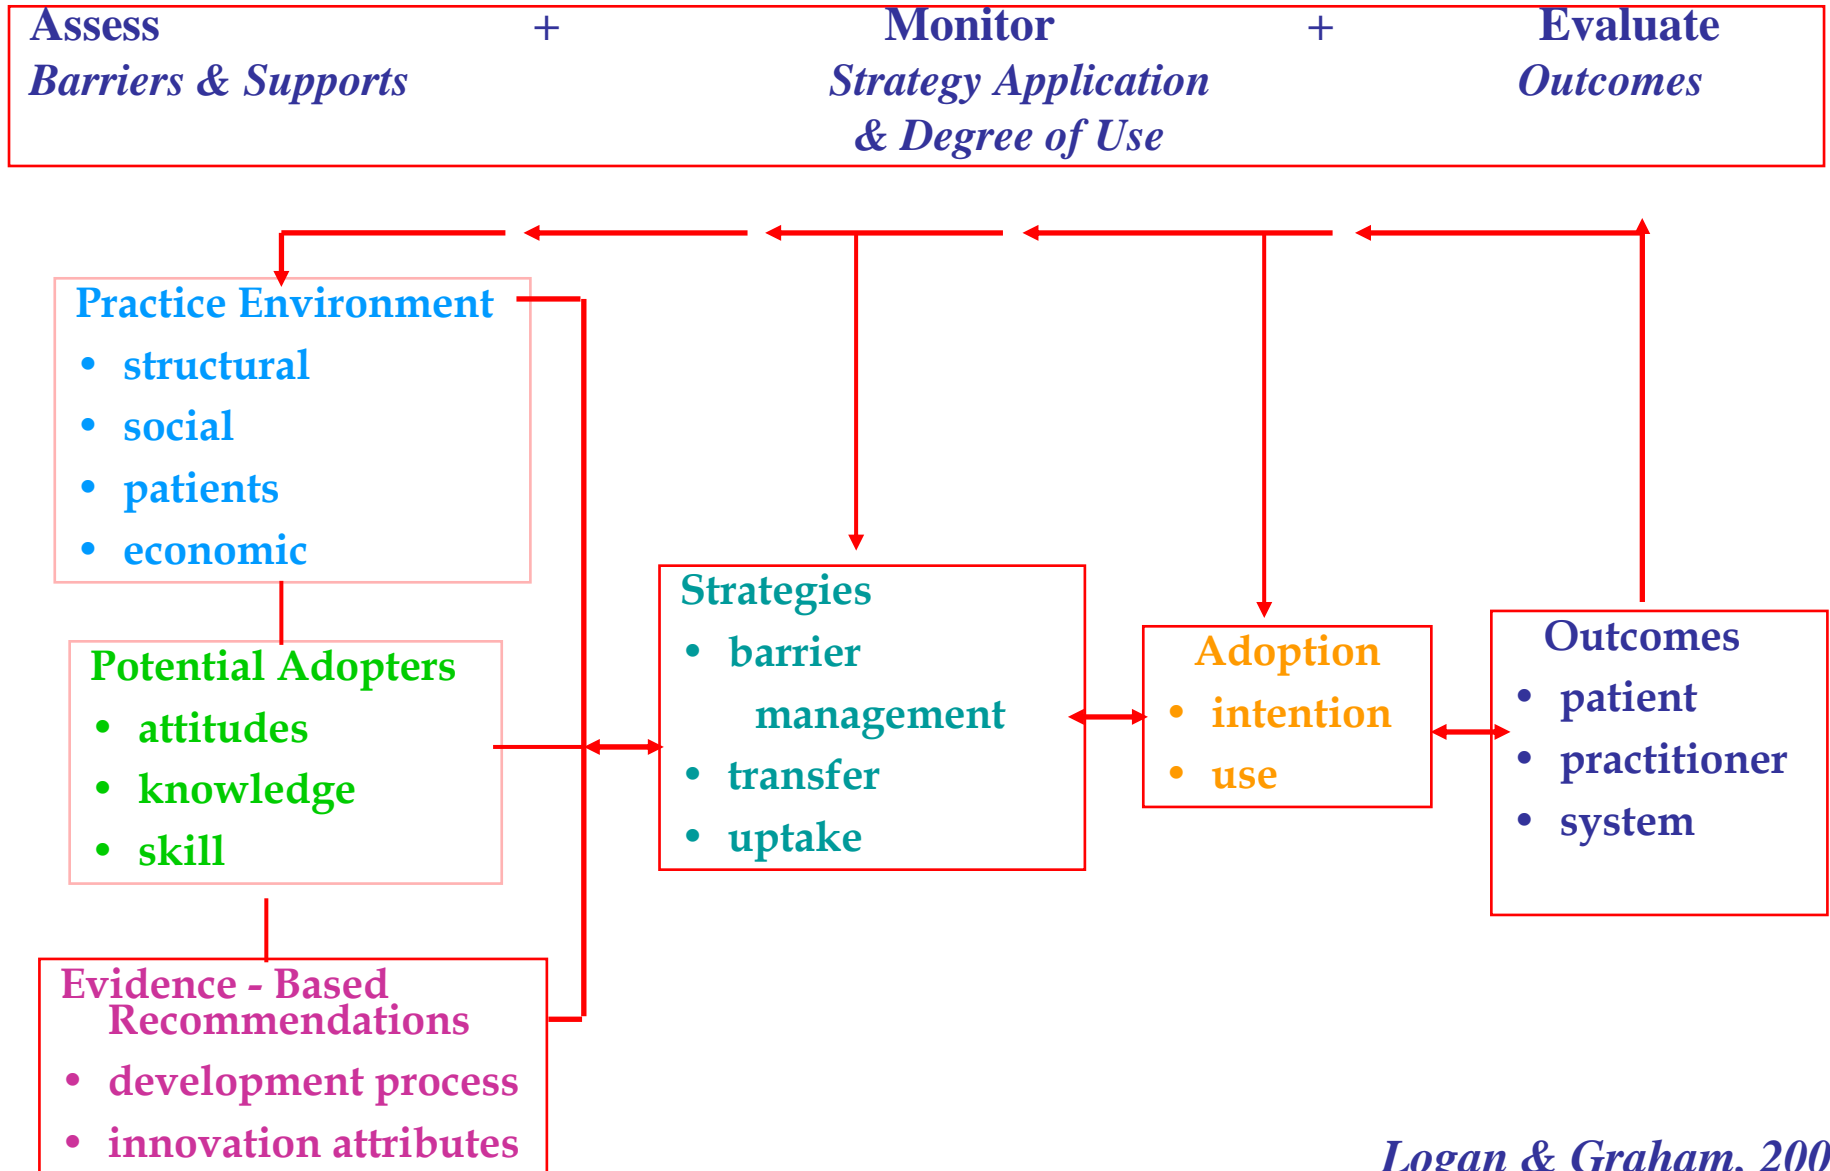 Assess + Monitor + Evaluate
Barriers & Supports Strategy Application Outcomes
& Degree of Use
Practice Environment
• structural
• social
• patients
• economic
Potential Adopters
• attitudes
• knowledge
• skill
Evidence - Based
Recommendations
• development process
• innovation attributes
Strategies
• barrier
management
• transfer
• uptake
Adoption
• intention
• use
Outcomes
• patient
• practitioner
• system
Logan & Graham, 200